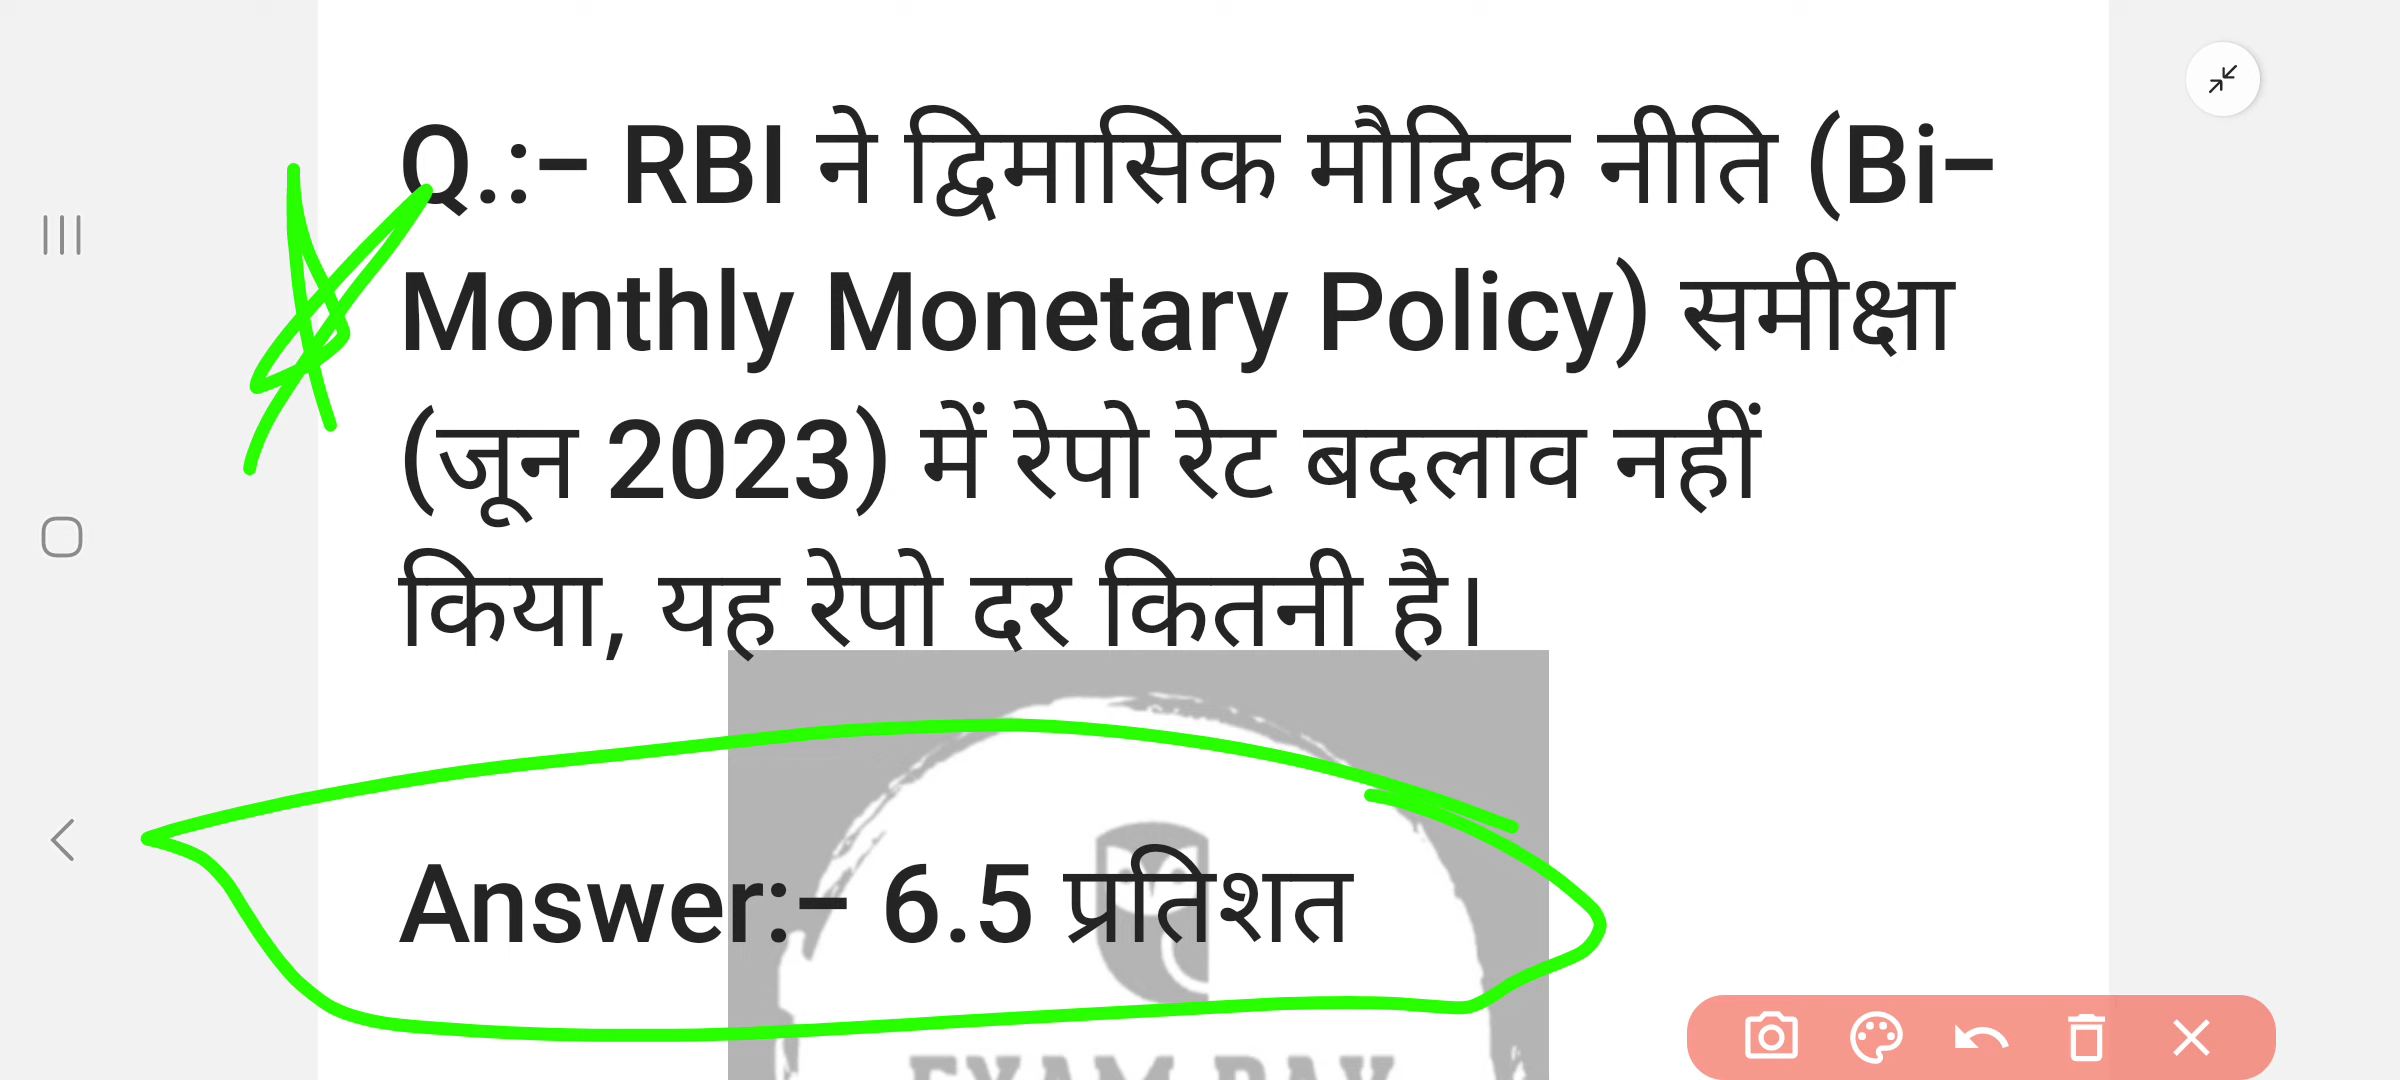 Q.:– RBI ने द्विमासिक मौद्रिक नीति (Bi–
Monthly Monetary Policy) समीक्षा
(जून 2023) में रेपो रेट बदलाव नहीं
किया, यह रेपो दर कितनी है।
Answer:– 6.5 प्रतिशत